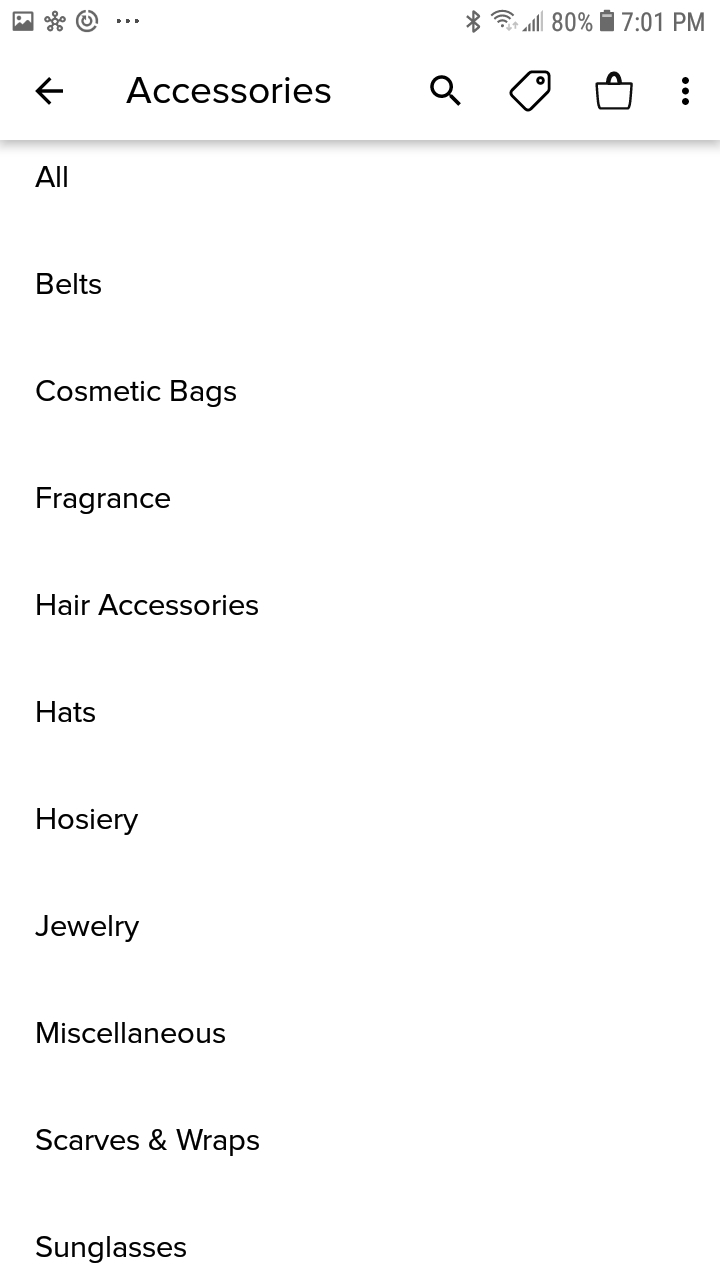 80% 7:01 PM
Accessories
All
Belts
Cosmetic Bags
Fragrance
Hair Accessories
Hats
Hosiery
Jewelry
Miscellaneous
Scarves & Wraps
Sunglasses